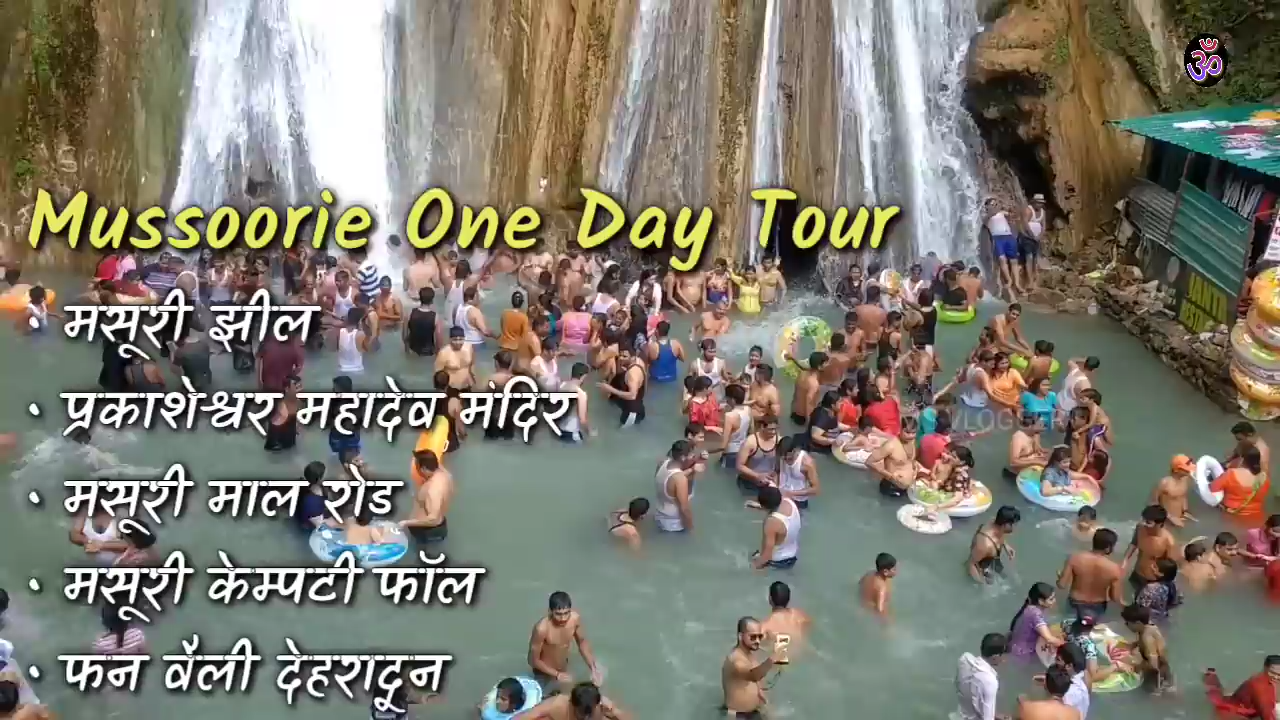 ॐ
Mussoorie One Day Tour
• मसूरी झील
• प्रकाशेश्वर महादेव मंदिर
• मसूरी माल रोड
• मसूरी केम्पटी फॉल
• फन वैली देहरादून